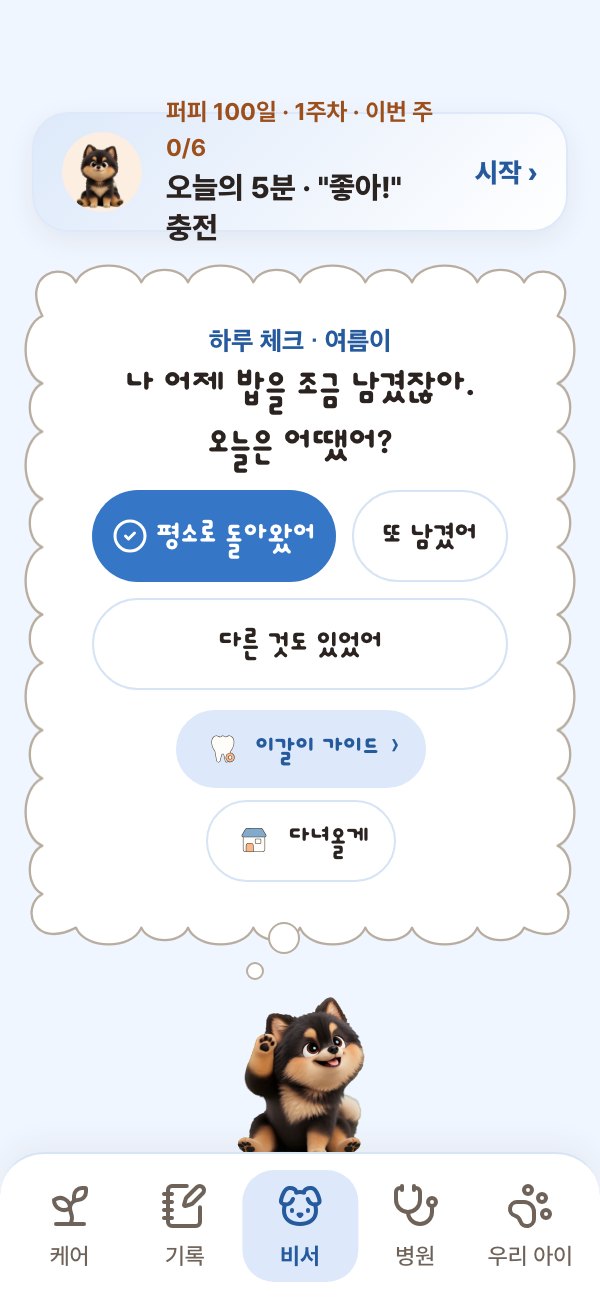 퍼피 100일 · 1주차 · 이번 주
0/6
오늘의 5분 · "좋아!"
충전
시작 ›
하루 체크 · 여름이
나 어제 밥을 조금 남겼잖아.
오늘은 어땠어?
평소로 돌아왔어
또 남겼어
다른 것도 있었어
이갈이 가이드 ›
다녀올게
케어
기록
비서
병원
우리 아이